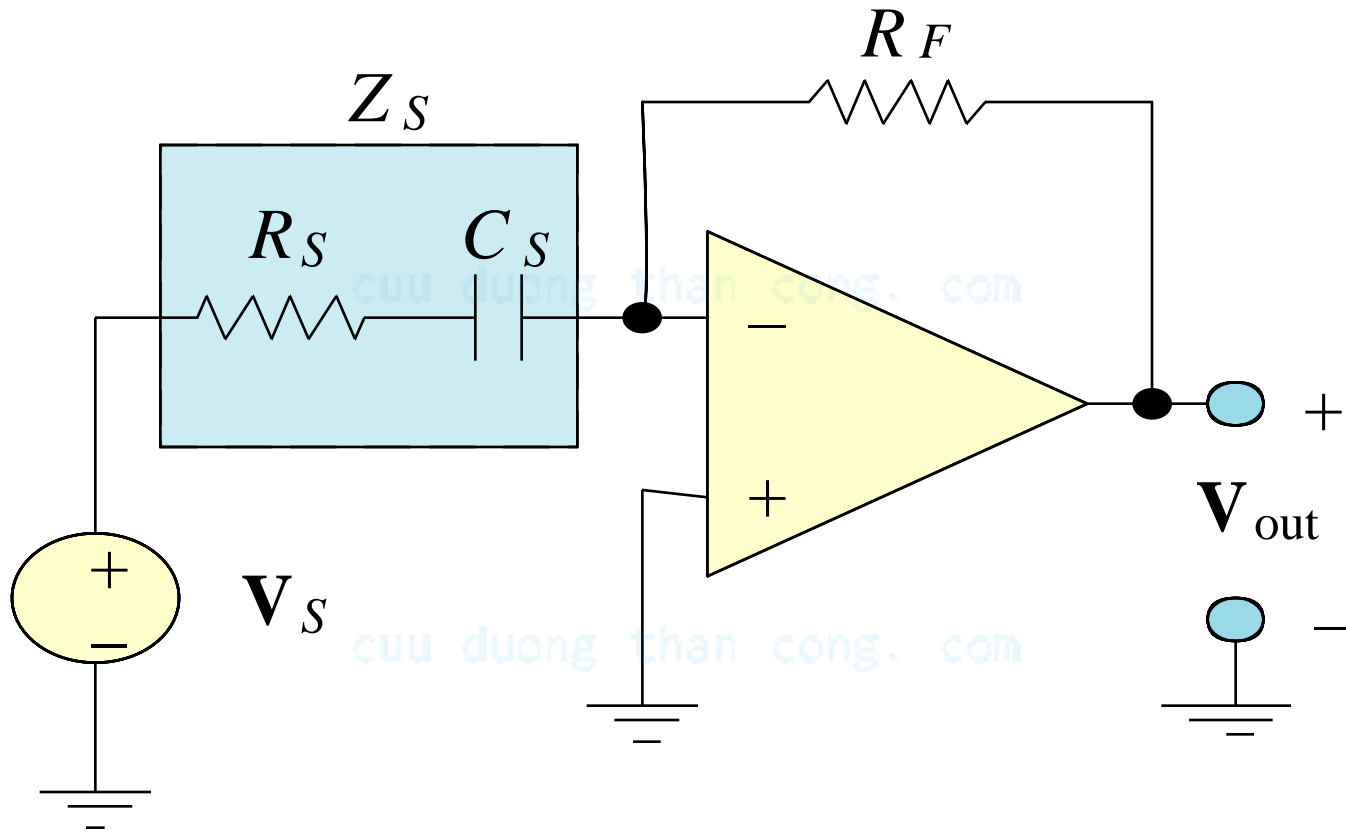 R F
Z S
R S
C S
cuu duong than cong. com
−
+
+
V out
+
−
V S
cuu duong than cong. com
−